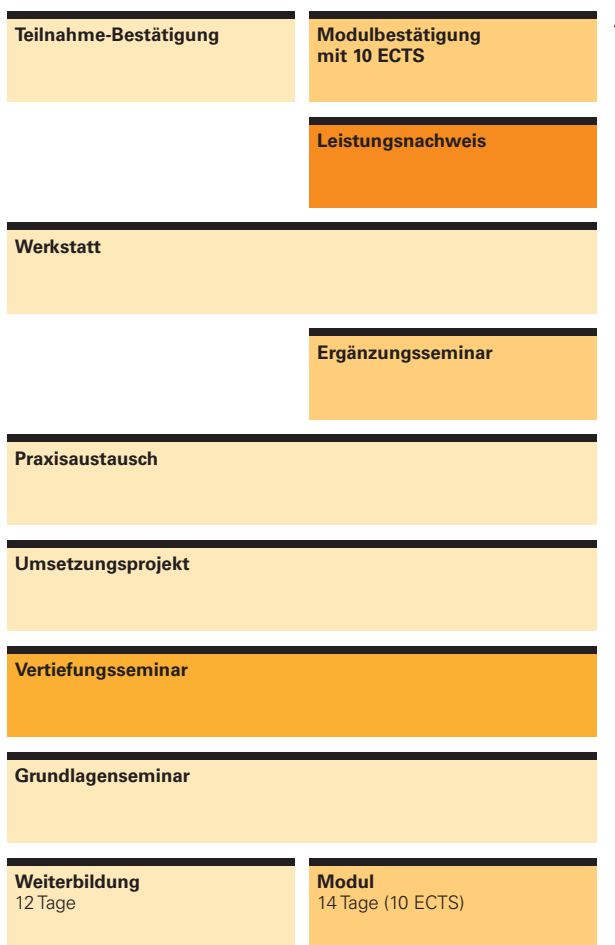 Teilnahme-Bestätigung
Modulbestätigung
mit 10 ECTS
Leistungsnachweis
Werkstatt
Ergänzungsseminar
Praxisaustausch
Umsetzungsprojekt
Vertiefungsseminar
Grundlagenseminar
Weiterbildung
12 Tage
Modul
14 Tage (10 ECTS)